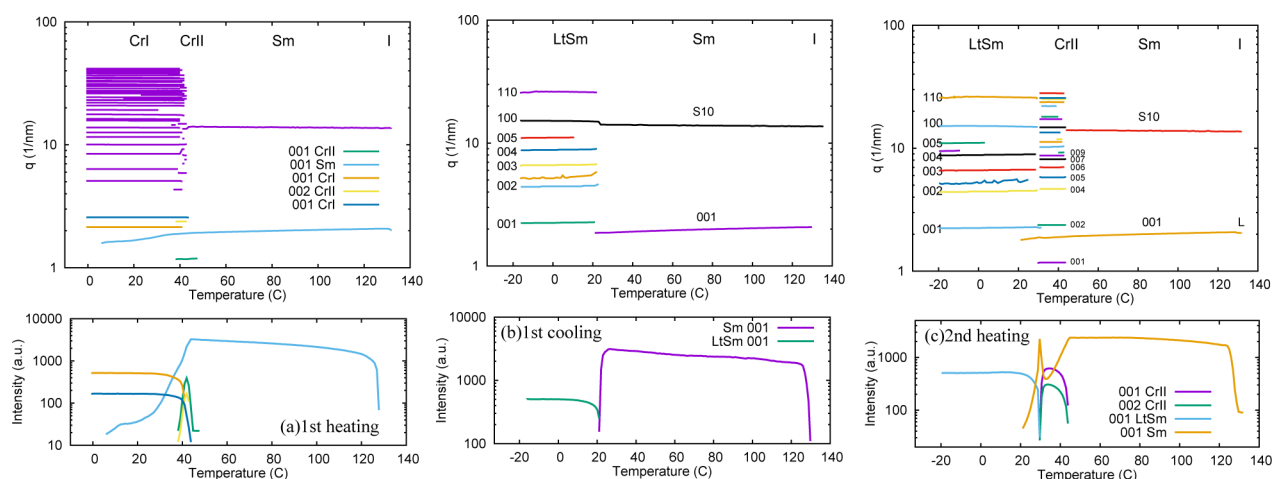 100
CrI CrII Sm I
q (1/nm)
10
001 CrII
001 Sm
001 CrI
002 CrII
001 CrI
1
0 20 40 60 80 100 120 140
Temperature (C)
10000
1000
100
10
Intensity (a.u.)
(a)1st heating
0 20 40 60 80 100 120 140
Temperature (C)
100
LtSm Sm I
q (1/nm)
110
100
S10
10
005
004
003
002
001
001
1
-20 0 20 40 60 80 100 120 140
Temperature (C)
10000
1000
100
Intensity (a.u.)
(b)1st cooling
Sm 001
LtSm 001
-20 0 20 40 60 80 100 120 140
Temperature (C)
100
LtSm CrII Sm I
q (1/nm)
110
100
S10
10
005
009
004
007
003
006
005
002
004
001
002
001
L
001
1
-20 0 20 40 60 80 100 120 140
Temperature (C)
1000
100
Intensity (a.u.)
(c)2nd heating
001 CrII
002 CrII
001 LtSm
001 Sm
-20 0 20 40 60 80 100 120 140
Temperature (C)